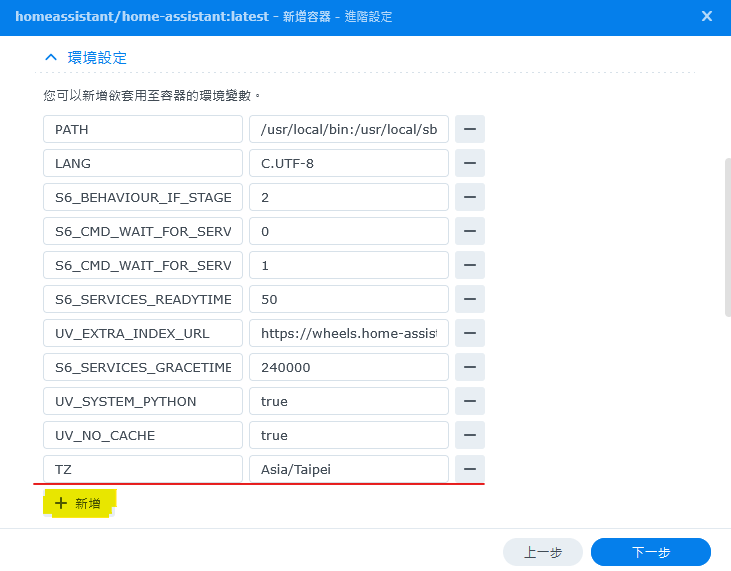 homeassistant/home-assistant:latest - 新增容器 - 進階設定
環境設定
您可以新增欲套用至容器的環境變數。
PATH /usr/local/bin:/usr/local/sb
LANG C.UTF-8
S6_BEHAVIOUR_IF_STAGE 2
S6_CMD_WAIT_FOR_SERV 0
S6_CMD_WAIT_FOR_SERV 1
S6_SERVICES_READYTIME 50
UV_EXTRA_INDEX_URL https://wheels.home-assist
S6_SERVICES_GRACETIME 240000
UV_SYSTEM_PYTHON true
UV_NO_CACHE true
TZ Asia/Taipei
新增
上一步 下一步